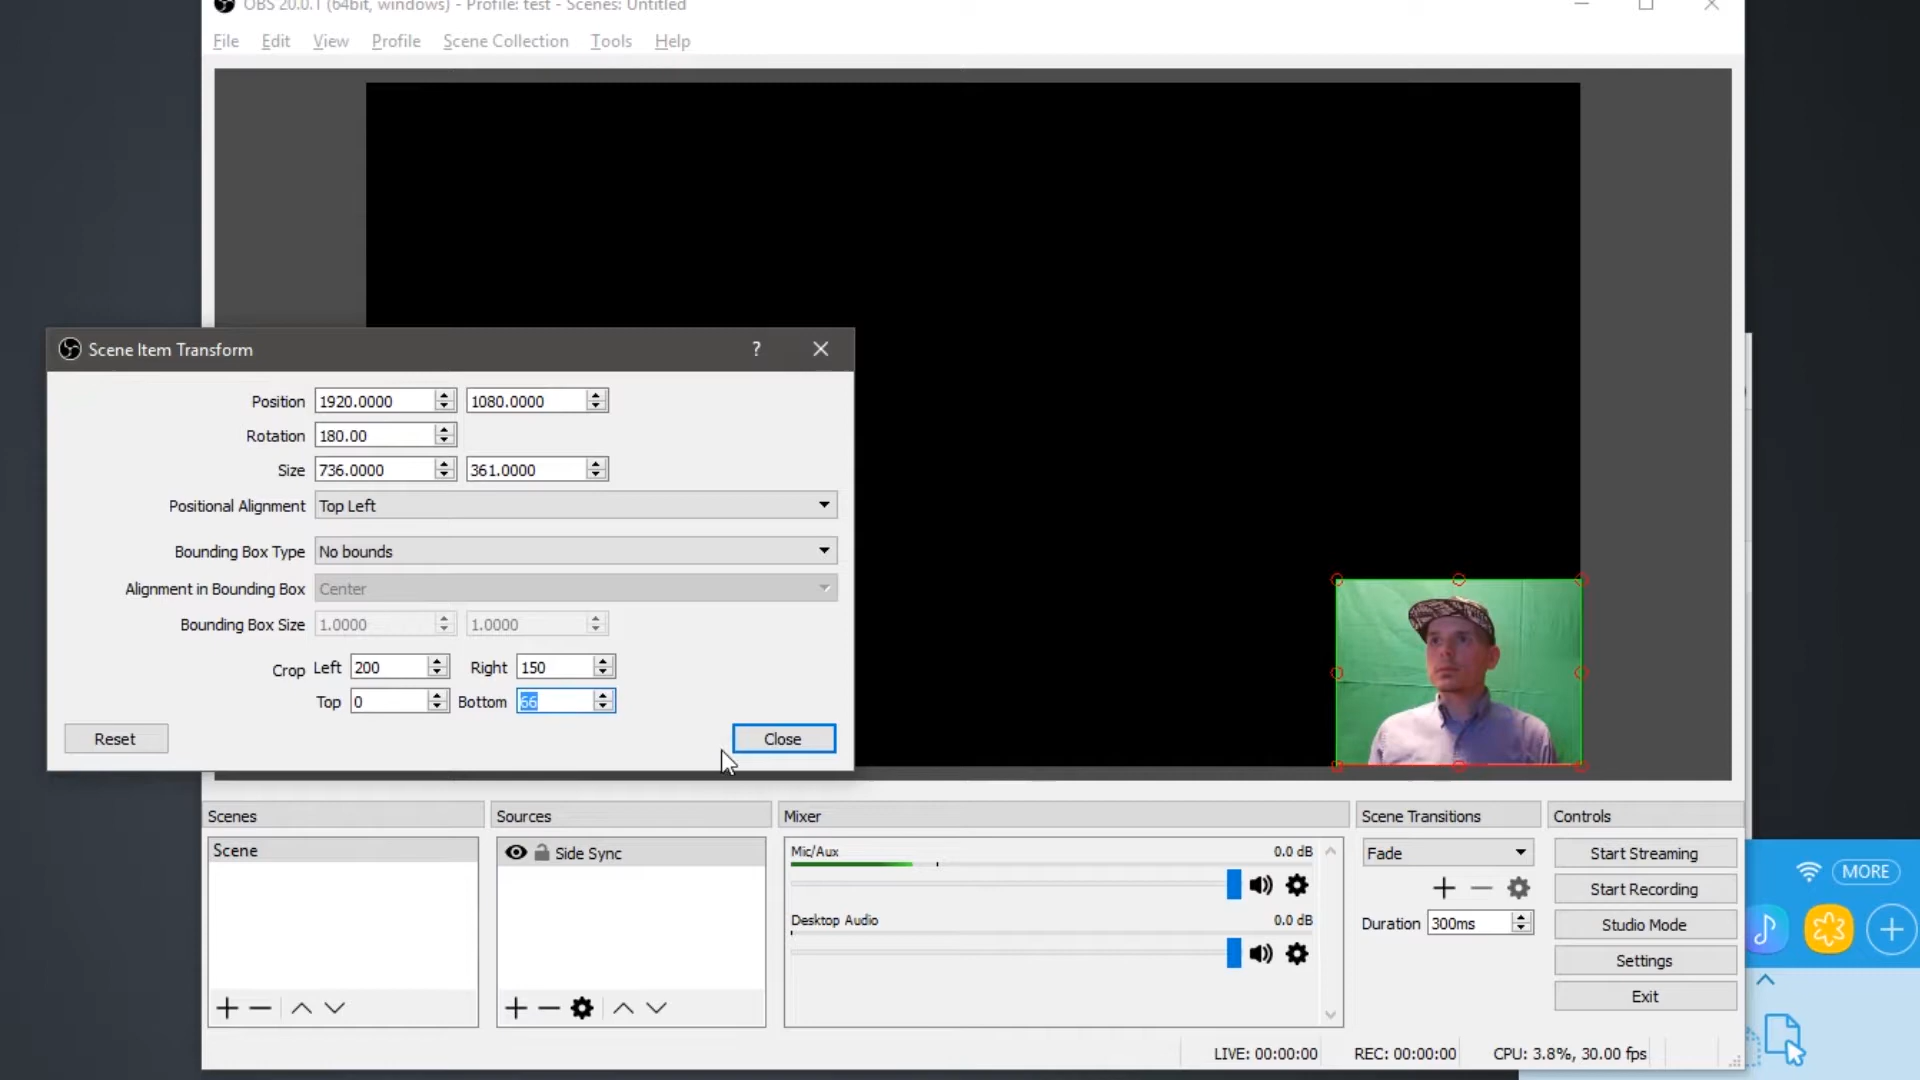 OBS 20.0.1 (64bit, windows) - Profile: test - Scenes: Untitled
File Edit View Profile Scene Collection Tools Help
Scene Item Transform ?
Position 1920.0000 1080.0000
Rotation 180.00
Size 736.0000 361.0000
Positional Alignment Top Left
Bounding Box Type No bounds
Alignment in Bounding Box Center
Bounding Box Size 1.0000 1.0000
Crop Left 200 Right 150
Top 0 Bottom 66
Reset Close
Scenes Sources Mixer Scene Transitions Controls
Scene
Side Sync
Mic/Aux 0.0 dB
Desktop Audio 0.0 dB
Fade
Duration 300ms
Start Streaming
Start Recording
Studio Mode
Settings
Exit
MORE
LIVE: 00:00:00 REC: 00:00:00 CPU: 3.8%, 30.00 fps